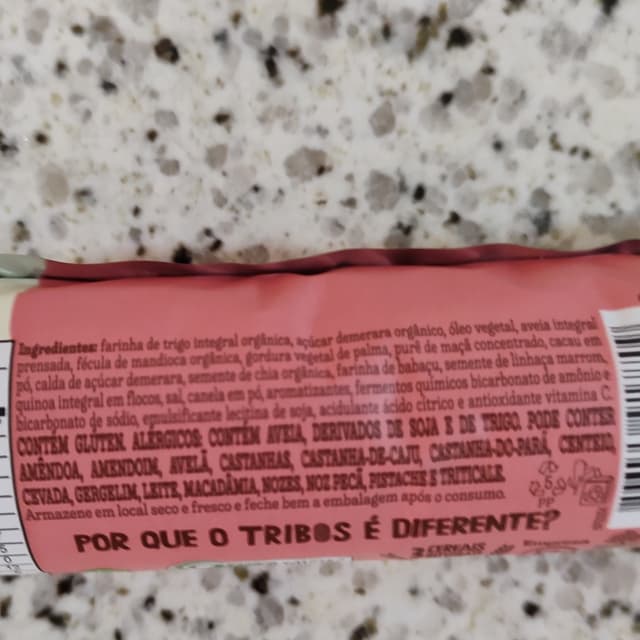 Ingredientes: farinha de trigo integral orgânica, açúcar demerara orgânico, óleo vegetal, aveia integral
prensada, fécula de mandioca orgânica, gordura vegetal de palma, purê de maçã concentrado, cacau em
pó, calda de açúcar demerara, semente de chia orgânica, farinha de babaçu, semente de linhaça marrom,
quinoa integral em flocos, sal, canela em pó, aromatizantes, fermentos químicos bicarbonato de amônio e
bicarbonato de sódio, emulsificante lecitina de soja, acidulante ácido cítrico e antioxidante vitamina C.
CONTÉM GLÚTEN. ALÉRGICOS: CONTÉM AVEIA, DERIVADOS DE SOJA E DE TRIGO. PODE CONTER
AMÊNDOA, AMENDOIM, AVELÃ, CASTANHAS, CASTANHA-DE-CAJU, CASTANHA-DO-PARÁ, CENTEIO,
CEVADA, GERGELIM, LEITE, MACADÂMIA, NOZES, NOZ PECÃ, PISTACHE E TRITICALE.
Armazene em local seco e fresco e feche bem a embalagem após o consumo.
5
PP
POR QUE O TRIBOS É DIFERENTE?
CEREAIS